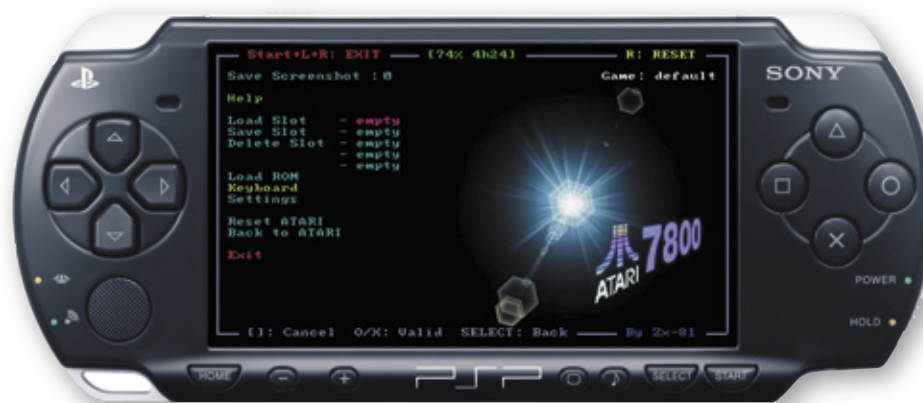 Start+L+R: EXIT [74% 4h24] R: RESET
Save Screenshot :0 Game: default
SONY
Help
Load Slot - empty
Save Slot - empty
Delete Slot - empty
- empty
- empty
Load ROM
Keyboard
Settings
Reset ATARI
Back to ATARI
Exit
ATARI 7800
POWER
HOLD
[]: Cancel O/X: Valid SELECT: Back By Zx-81
HOME
PSP
SELECT
START